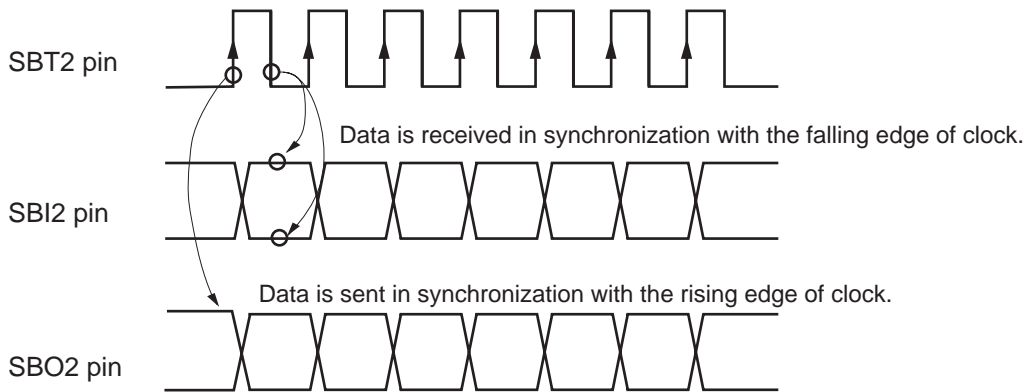 SBT2 pin
Data is received in synchronization with the falling edge of clock.
SBI2 pin
Data is sent in synchronization with the rising edge of clock.
SBO2 pin